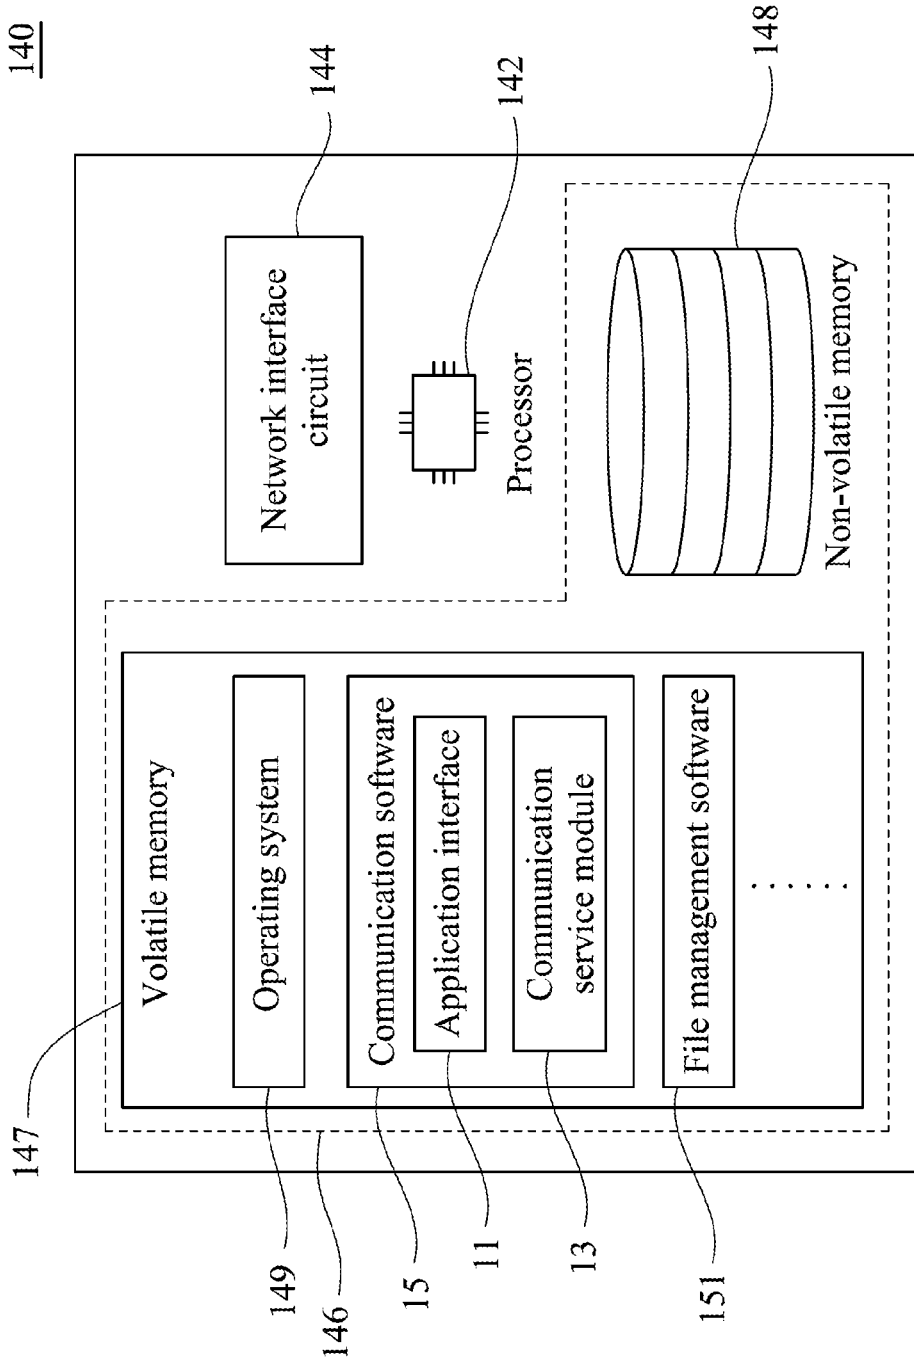 140
147
Volatile memory
149
Operating system
146
15
Communication software
11
Application interface
13
Communication
service module
151
File management software
......
144
Network interface
circuit
142
Processor
148
Non-volatile memory